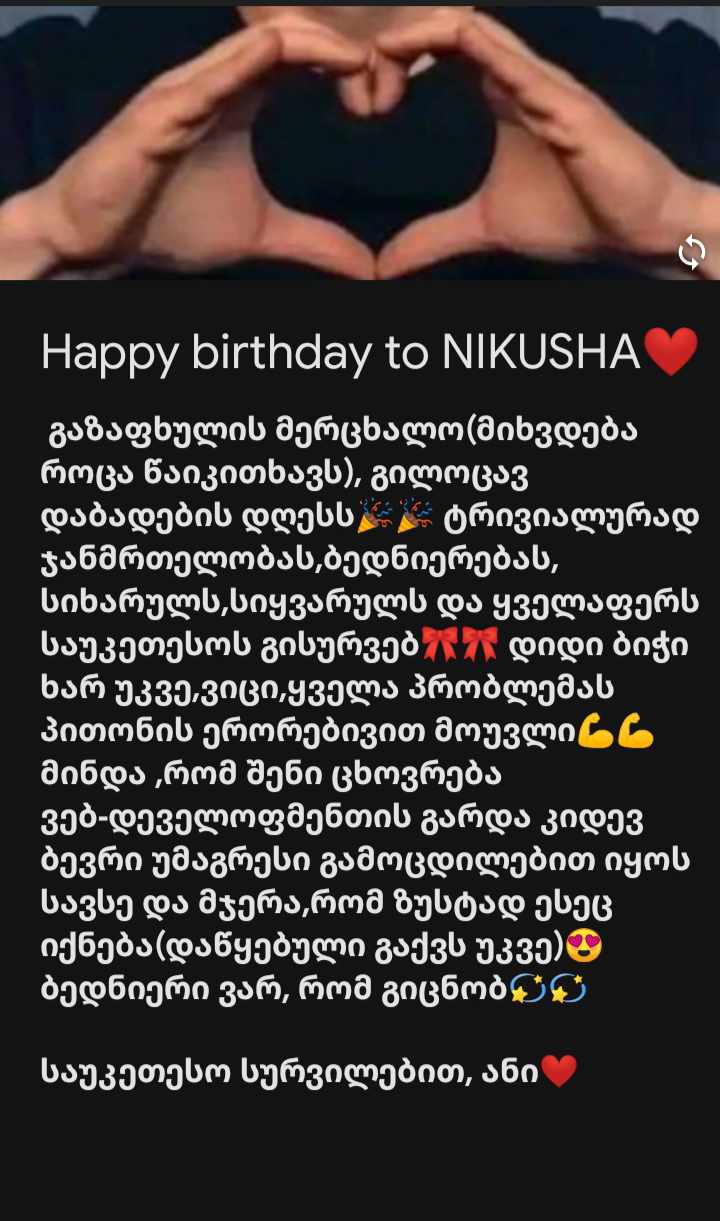 Happy birthday to NIKUSHA❤️
გაზაფხულის მერცხალო(მიხვდება
როცა წაიკითხავს), გილოცავ
დაბადების დღესს🎉🎉 ტრივიალურად
ჯანმრთელობას,ბედნიერებას,
სიხარულს,სიყვარულს და ყველაფერს
საუკეთესოს გისურვებ🎀🎀 დიდი ბიჭი
ხარ უკვე,ვიცი,ყველა პრობლემას
პითონის ერორებივით მოუვლი💪💪
მინდა ,რომ შენი ცხოვრება
ვებ-დეველოფმენთის გარდა კიდევ
ბევრი უმაგრესი გამოცდილებით იყოს
სავსე და მჯერა,რომ ზუსტად ესეც
იქნება(დაწყებული გაქვს უკვე)😍
ბედნიერი ვარ, რომ გიცნობ💫💫
საუკეთესო სურვილებით, ანი❤️